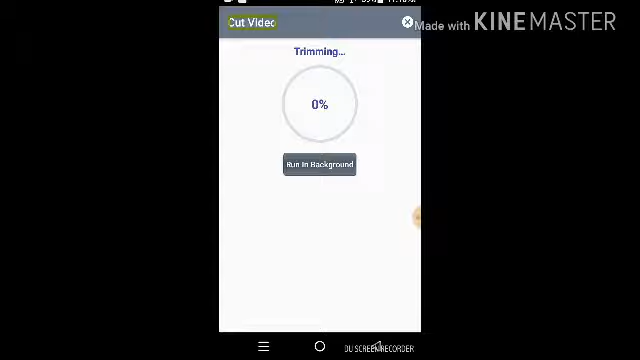 Cut Video
Made with KINEMASTER
Trimming...
0%
Run In Background
DU SCREEN RECORDER